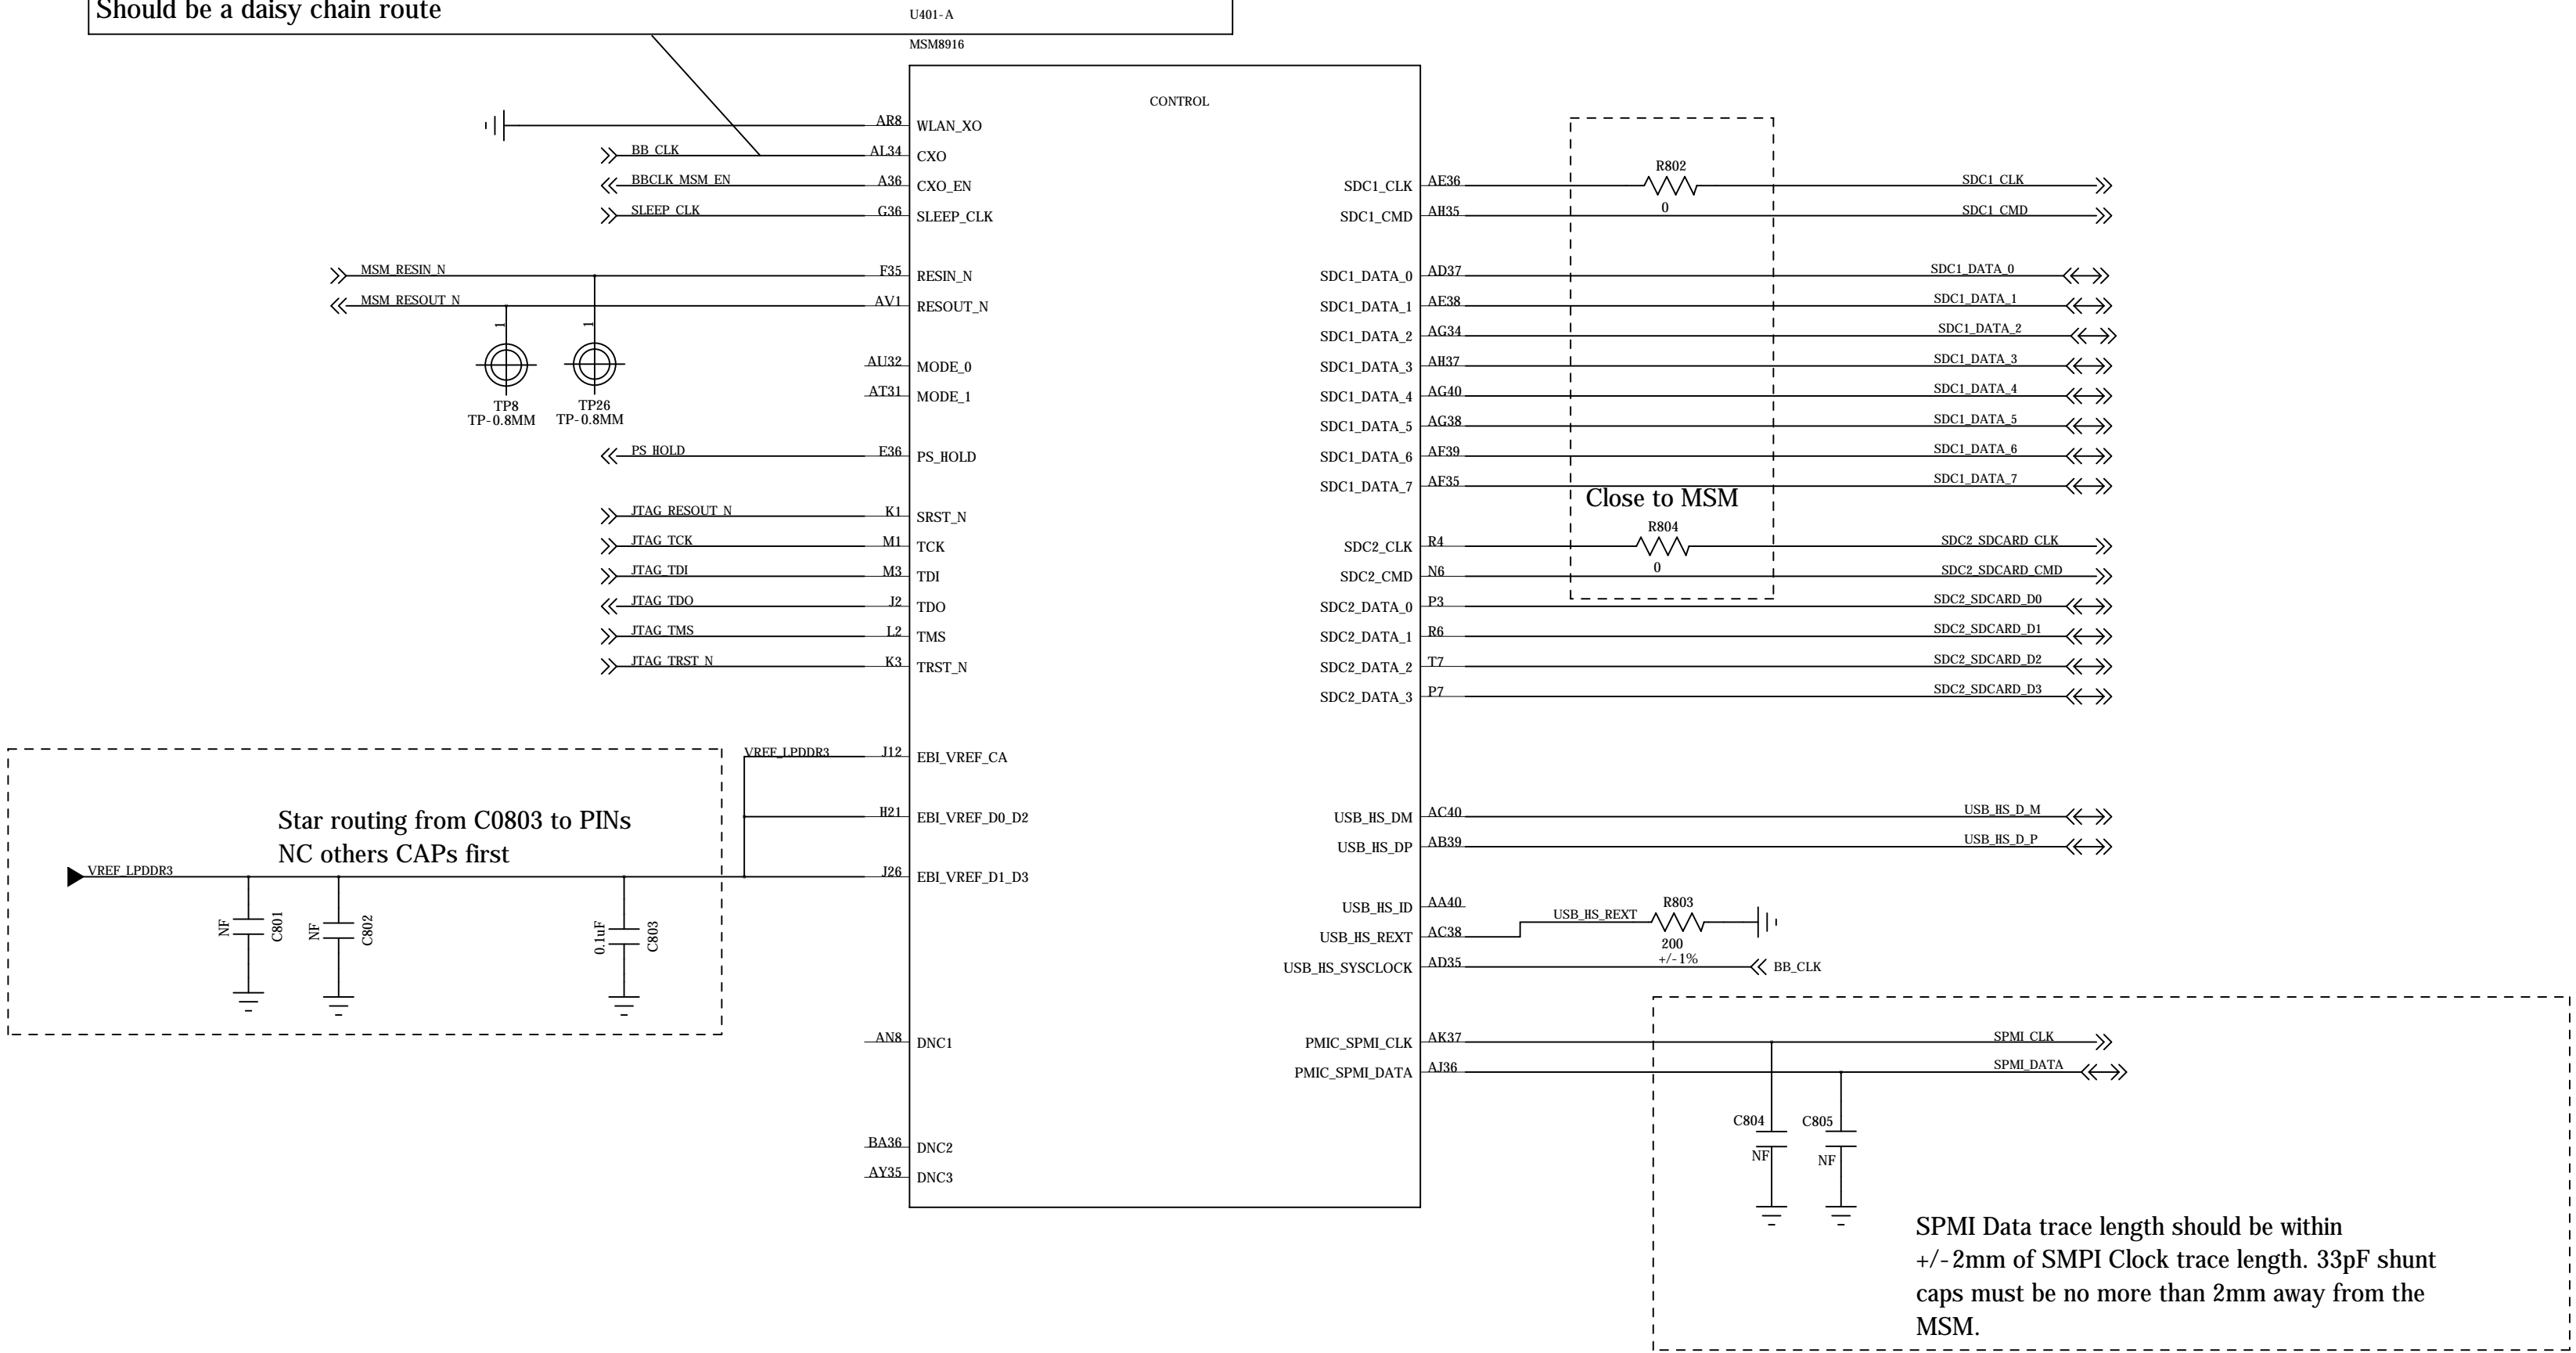 Should be a daisy chain route
U401-A
MSM8916
CONTROL
AR8 WLAN_XO
BB_CLK AL34 CXO
BBCLK_MSM_EN A36 CXO_EN
SLEEP_CLK G36 SLEEP_CLK
MSM_RESIN_N F35 RESIN_N
MSM_RESOUT_N AV1 RESOUT_N
1 1
TP8 TP26
TP-0.8MM TP-0.8MM
AU32 MODE_0
AT31 MODE_1
PS_HOLD E36 PS_HOLD
JTAG_RESOUT_N K1 SRST_N
JTAG_TCK M1 TCK
JTAG_TDI M3 TDI
JTAG_TDO J2 TDO
JTAG_TMS L2 TMS
JTAG_TRST_N K3 TRST_N
VREF_LPDDR3 J12 EBI_VREF_CA
H21 EBI_VREF_D0_D2
Star routing from C0803 to PINs
NC others CAPs first
VREF_LPDDR3 J26 EBI_VREF_D1_D3
NF C801 NF C802 0.1uF C803
AN8 DNC1
BA36 DNC2
AY35 DNC3
R802
SDC1_CLK AE36 SDC1_CLK
0
SDC1_CMD AH35 SDC1_CMD
SDC1_DATA_0 AD37 SDC1_DATA_0
SDC1_DATA_1 AE38 SDC1_DATA_1
SDC1_DATA_2 AG34 SDC1_DATA_2
SDC1_DATA_3 AH37 SDC1_DATA_3
SDC1_DATA_4 AG40 SDC1_DATA_4
SDC1_DATA_5 AG38 SDC1_DATA_5
SDC1_DATA_6 AF39 SDC1_DATA_6
SDC1_DATA_7 AF35 SDC1_DATA_7
Close to MSM
R804
SDC2_CLK R4 SDC2_SDCARD_CLK
0
SDC2_CMD N6 SDC2_SDCARD_CMD
SDC2_DATA_0 P3 SDC2_SDCARD_D0
SDC2_DATA_1 R6 SDC2_SDCARD_D1
SDC2_DATA_2 T7 SDC2_SDCARD_D2
SDC2_DATA_3 P7 SDC2_SDCARD_D3
USB_HS_DM AC40 USB_HS_D_M
USB_HS_DP AB39 USB_HS_D_P
USB_HS_ID AA40
USB_HS_REXT R803
USB_HS_REXT AC38
200
+/-1%
USB_HS_SYSCLOCK AD35 BB_CLK
PMIC_SPMI_CLK AK37 SPMI_CLK
PMIC_SPMI_DATA AJ36 SPMI_DATA
C804 C805
NF NF
SPMI Data trace length should be within
+/-2mm of SMPI Clock trace length. 33pF shunt
caps must be no more than 2mm away from the
MSM.